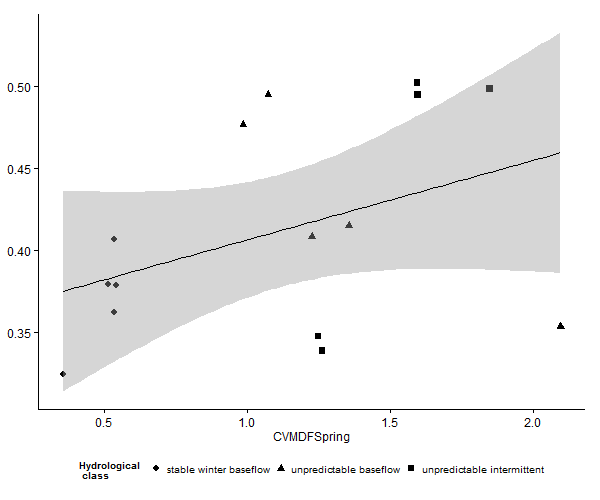 0.50
0.45
0.40
0.35
0.5 1.0 1.5 2.0
CVMDFSpring
Hydrological
class
stable winter baseflow unpredictable baseflow unpredictable intermittent